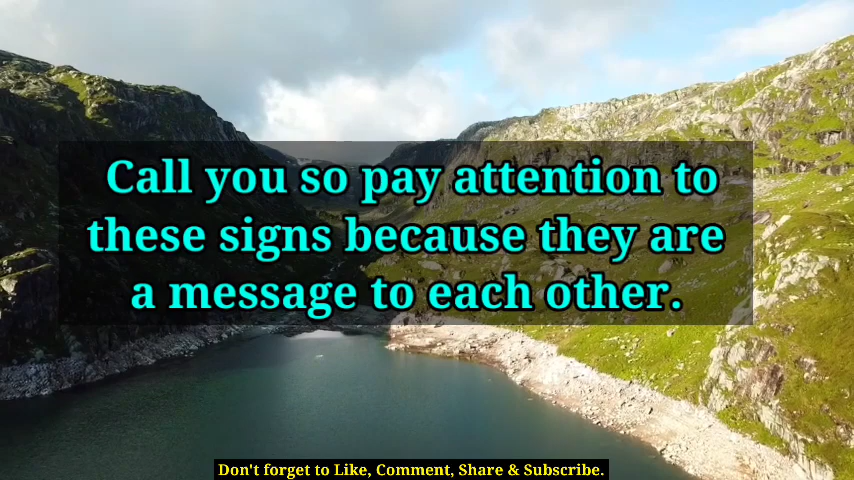 Call you so pay attention to
these signs because they are
a message to each other.
Don't forget to Like, Comment, Share & Subscribe.